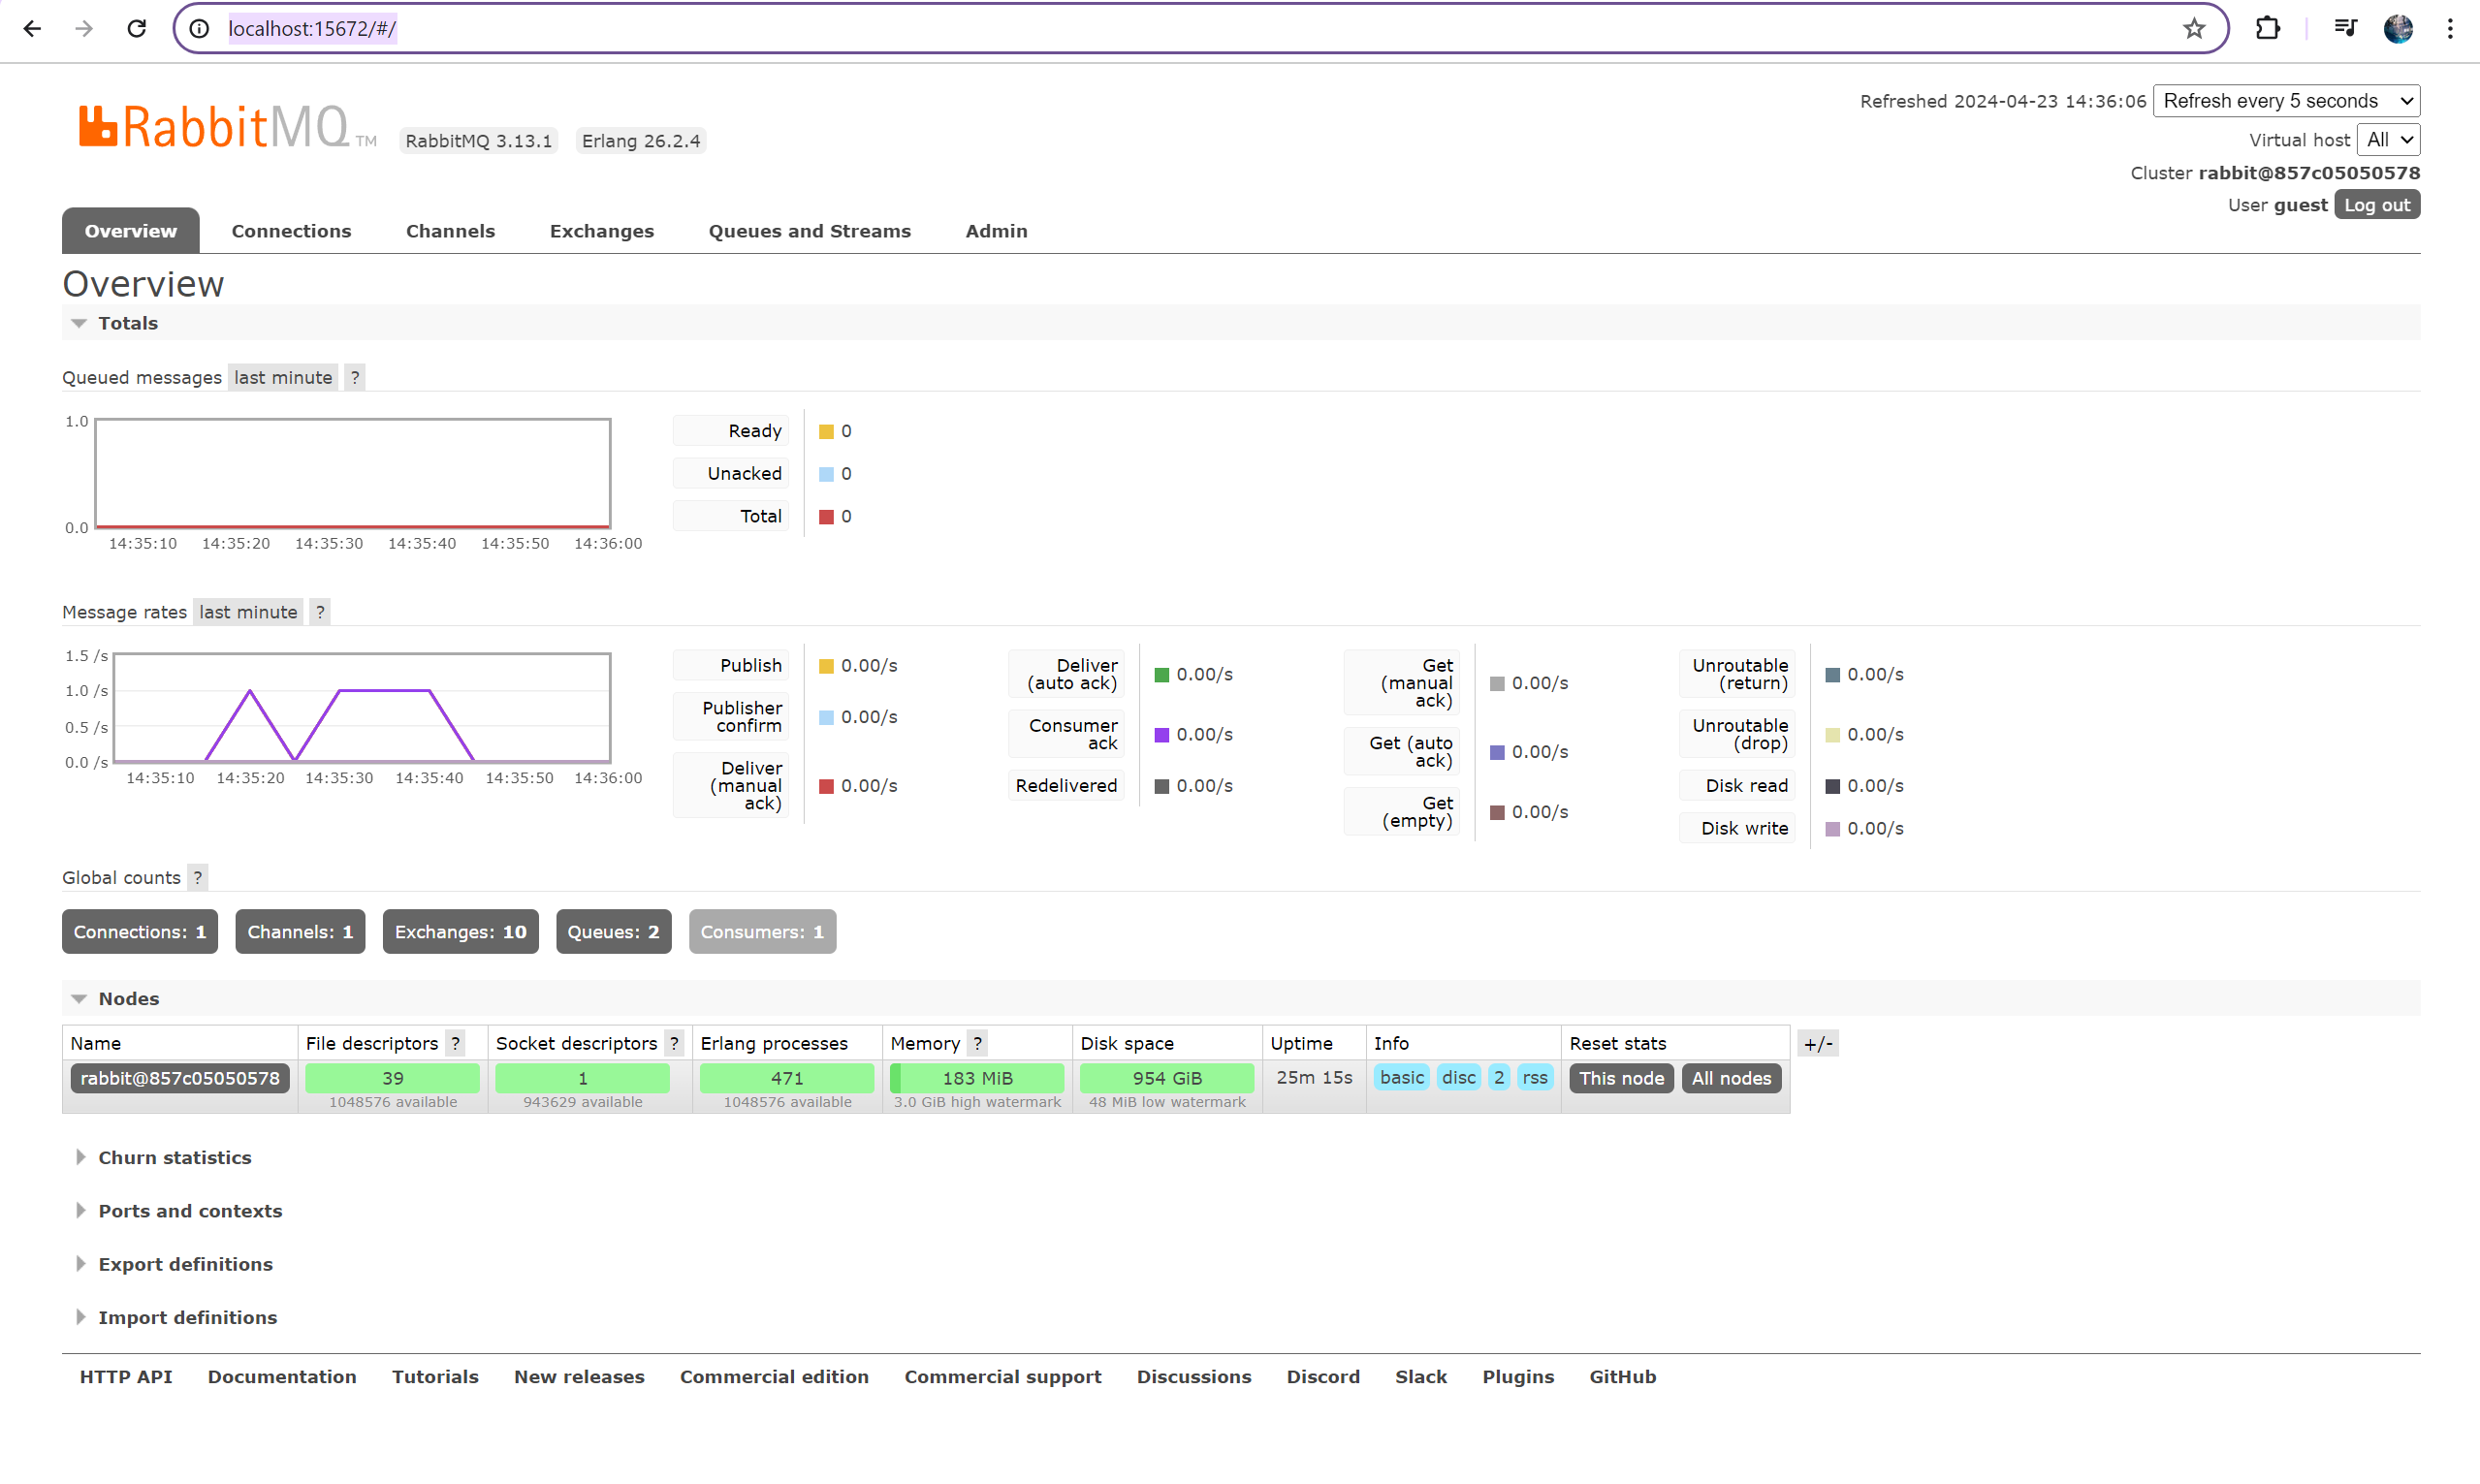 localhost:15672/#/
RabbitMQ TM RabbitMQ 3.13.1 Erlang 26.2.4
Refreshed 2024-04-23 14:36:06 Refresh every 5 seconds
Virtual host All
Cluster rabbit@857c05050578
User guest Log out
Overview Connections Channels Exchanges Queues and Streams Admin
Overview
Totals
Queued messages last minute ?
1.0
0.0
14:35:10 14:35:20 14:35:30 14:35:40 14:35:50 14:36:00
Ready 0
Unacked 0
Total 0
Message rates last minute ?
1.5 /s
1.0 /s
0.5 /s
0.0 /s
14:35:10 14:35:20 14:35:30 14:35:40 14:35:50 14:36:00
Publish 0.00/s
Publisher
confirm 0.00/s
Deliver
(manual
ack) 0.00/s
Deliver
(auto ack) 0.00/s
Consumer
ack 0.00/s
Redelivered 0.00/s
Get
(manual
ack) 0.00/s
Get (auto
ack) 0.00/s
Get
(empty) 0.00/s
Unroutable
(return) 0.00/s
Unroutable
(drop) 0.00/s
Disk read 0.00/s
Disk write 0.00/s
Global counts ?
Connections: 1 Channels: 1 Exchanges: 10 Queues: 2 Consumers: 1
Nodes
Name File descriptors ? Socket descriptors ? Erlang processes Memory ? Disk space Uptime Info Reset stats +/-
rabbit@857c05050578 39 1 471 183 MiB 954 GiB 25m 15s basic disc 2 rss This node All nodes
1048576 available 943629 available 1048576 available 3.0 GiB high watermark 48 MiB low watermark
Churn statistics
Ports and contexts
Export definitions
Import definitions
HTTP API Documentation Tutorials New releases Commercial edition Commercial support Discussions Discord Slack Plugins GitHub